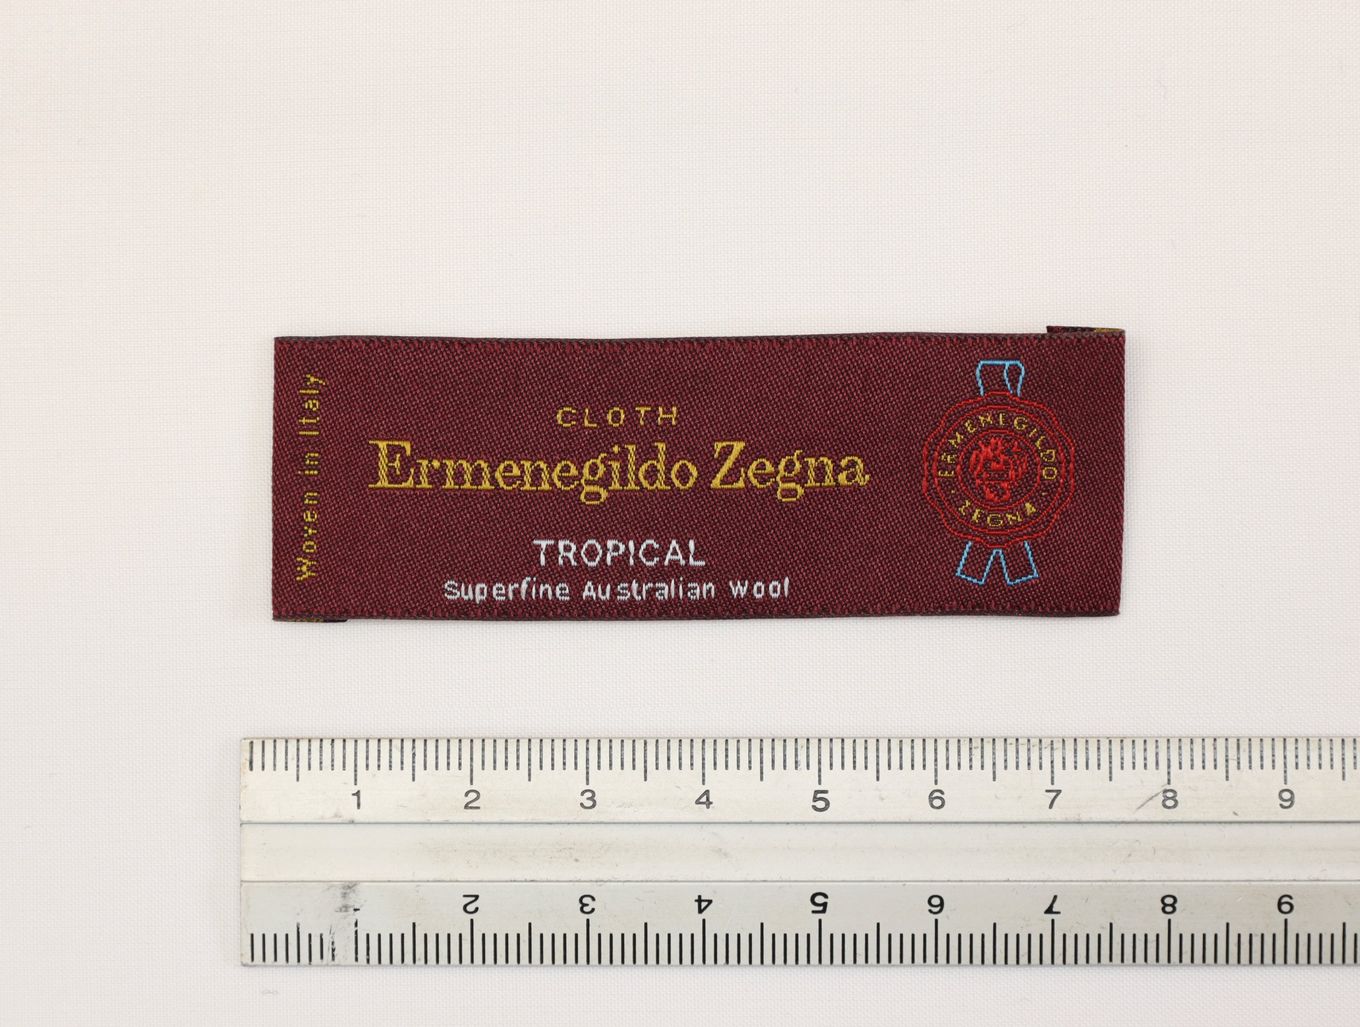 Woven in Italy
CLOTH
Ermenegildo Zegna
TROPICAL
Superfine Australian wool
ERMENEGILDO
ZEGNA
1 2 3 4 5 6 7 8 9
2 3 4 5 6 7 8 9